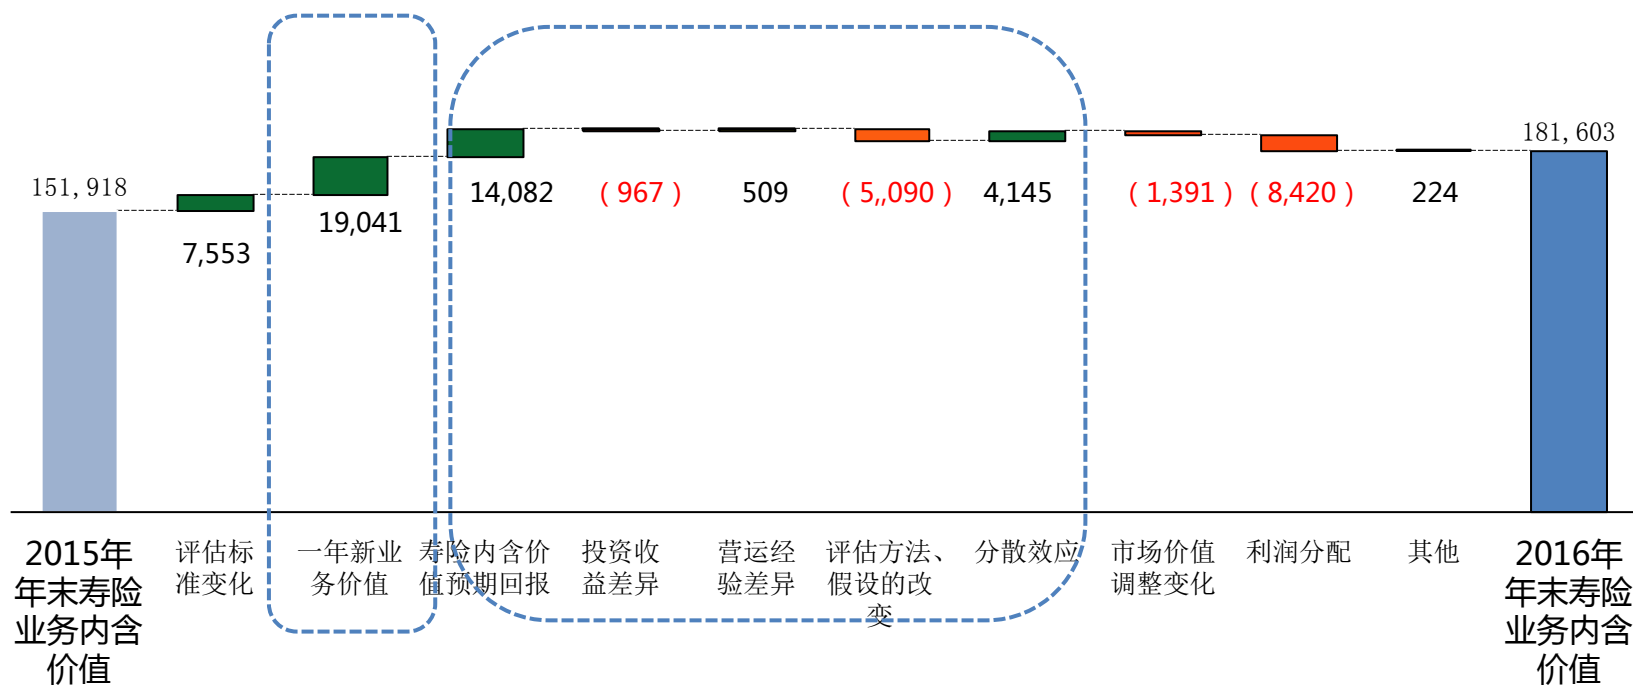 151,918
7,553
19,041
14,082
(967)
509
(5,,090)
4,145
(1,391)
(8,420)
224
181,603
2015年
年末寿险
业务内含
价值
评估标
准变化
一年新业
务价值
寿险内含价
值预期回报
投资收
益差异
营运经
验差异
评估方法、
假设的改
变
分散效应
市场价值
调整变化
利润分配
其他
2016年
年末寿险
业务内含
价值